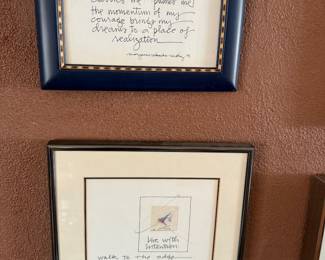 the momentum of my
courage brings my
dreams to a place of
realization
live with
intention
walk to the edge